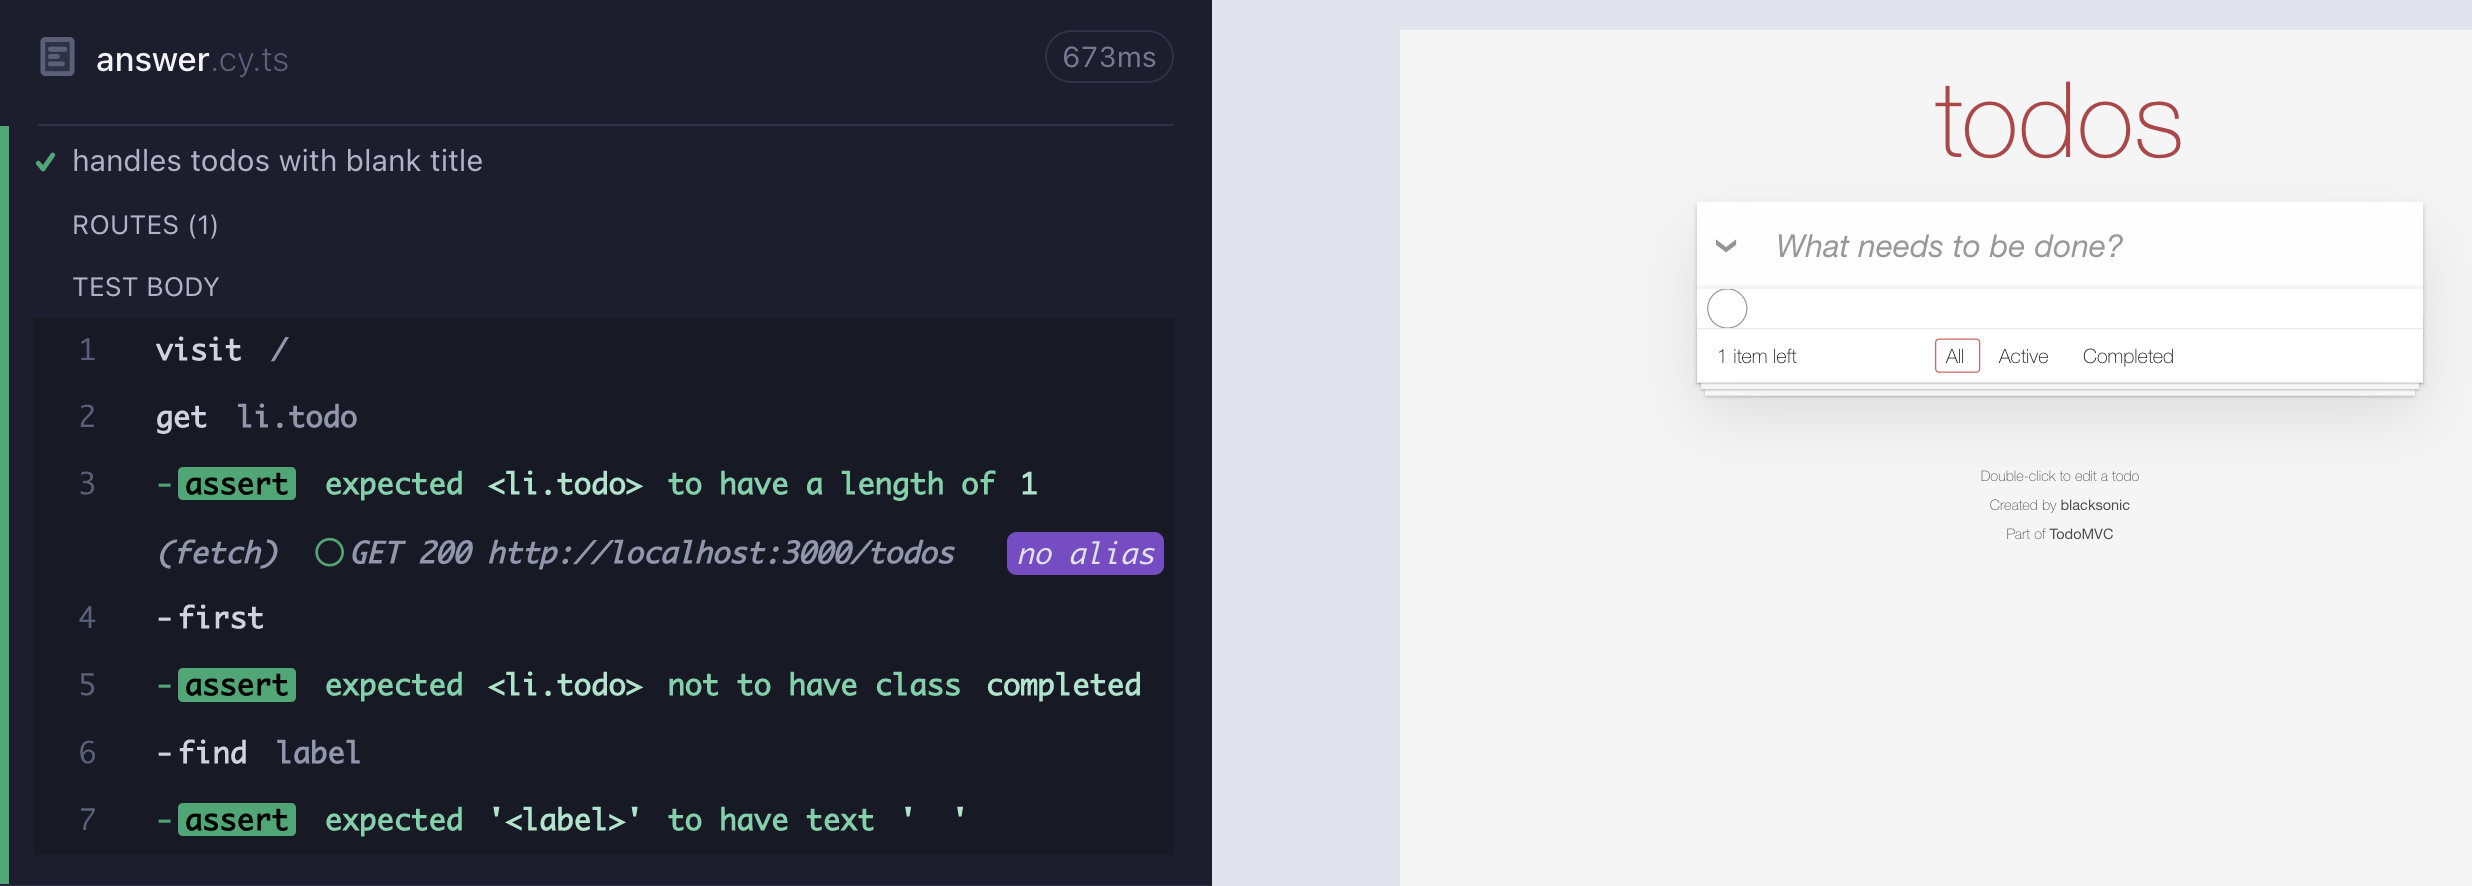 answer.cy.ts
673ms
handles todos with blank title
ROUTES (1)
TEST BODY
1 visit /
2 get li.todo
3 -assert expected <li.todo> to have a length of 1
(fetch) GET 200 http://localhost:3000/todos no alias
4 -first
5 -assert expected <li.todo> not to have class completed
6 -find label
7 -assert expected '<label>' to have text '  '
todos
What needs to be done?
1 item left All Active Completed
Double-click to edit a todo
Created by blacksonic
Part of TodoMVC